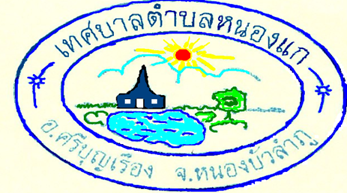 เทศบาลตำบลหนองแก
อ.ศรีบุญเรือง จ.หนองบัวลำภู